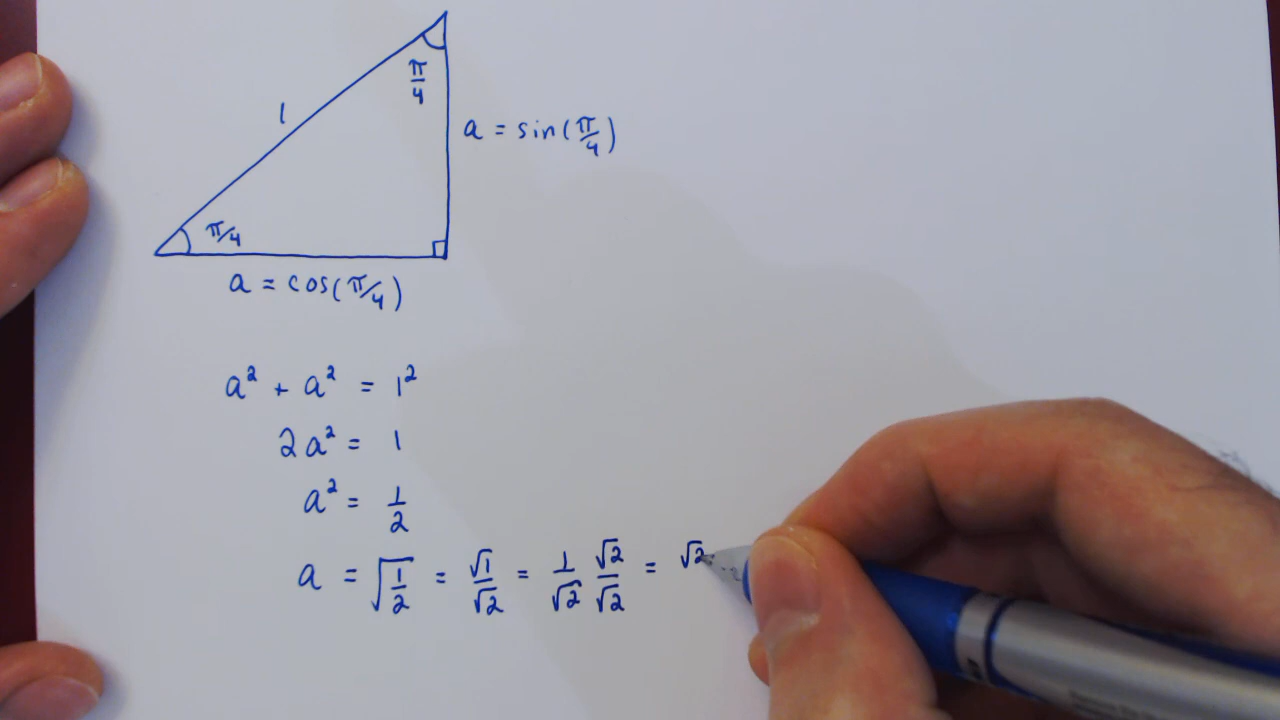 1
π/4
a = sin(π/4)
π/4
a = cos(π/4)
a² + a² = 1²
2a² = 1
a² = 1/2
a = √(1/2) = √1/√2 = 1/√2 √2/√2 = √2